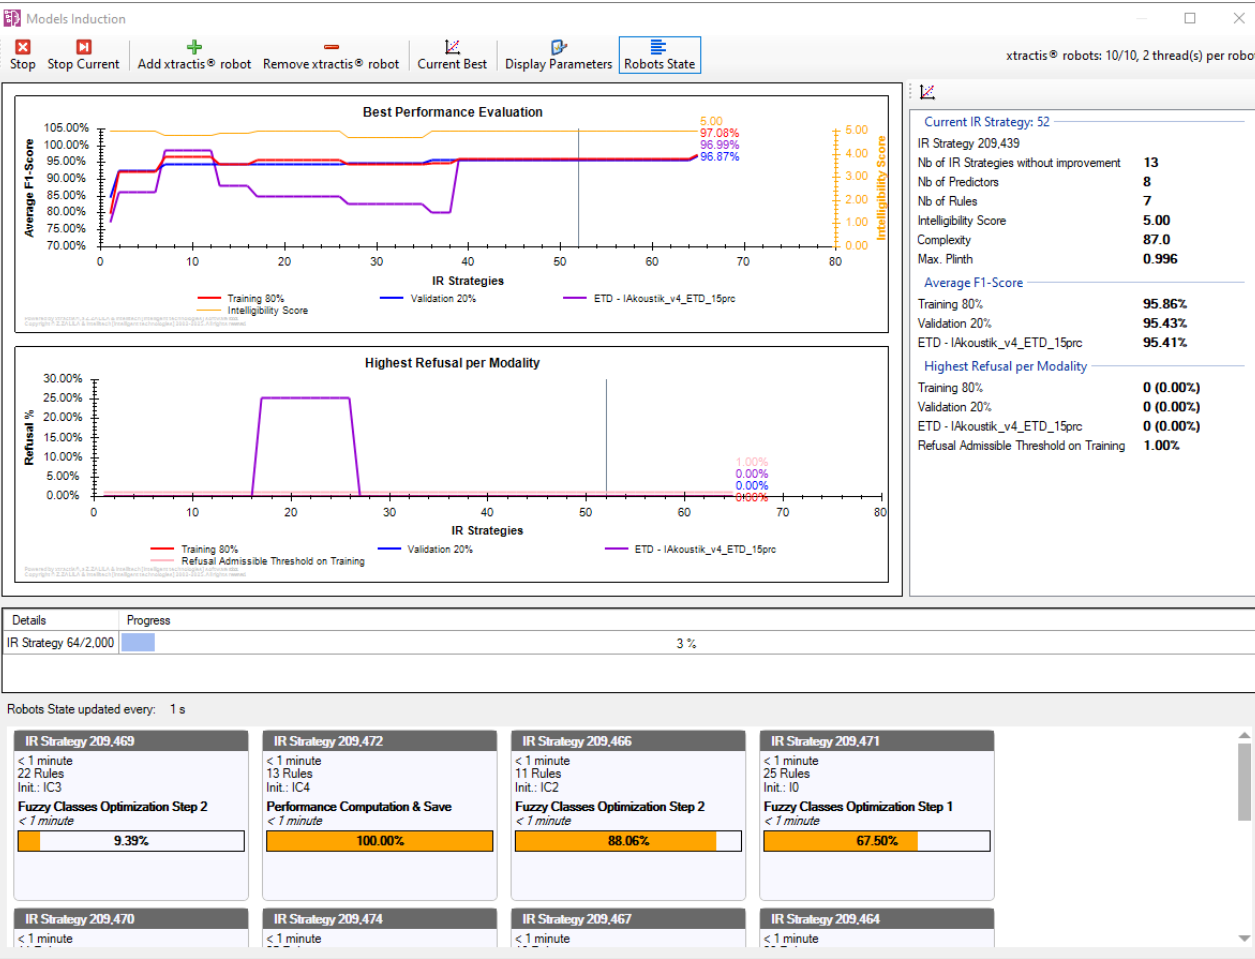 Models Induction
Stop
Stop Current
Add xtractis® robot
Remove xtractis® robot
Current Best
Display Parameters
Robots State
xtractis® robots: 10/10, 2 thread(s) per robo
Best Performance Evaluation
105.00%
100.00%
95.00%
90.00%
85.00%
80.00%
75.00%
70.00%
Average F1-Score
5.00
97.08%
96.99%
96.87%
5.00
4.00
3.00
2.00
1.00
0.00
Intelligibility Score
0 10 20 30 40 50 60 70 80
IR Strategies
Training 80%
Validation 20%
ETD - IAkoustik_v4_ETD_15prc
Intelligibility Score
Highest Refusal per Modality
30.00%
25.00%
20.00%
15.00%
10.00%
5.00%
0.00%
Refusal %
1.00%
0.00%
0.00%
0.00%
0 10 20 30 40 50 60 70 80
IR Strategies
Training 80%
Validation 20%
ETD - IAkoustik_v4_ETD_15prc
Refusal Admissible Threshold on Training
Current IR Strategy: 52
IR Strategy 209,439
Nb of IR Strategies without improvement 13
Nb of Predictors 8
Nb of Rules 7
Intelligibility Score 5.00
Complexity 87.0
Max. Plinth 0.996
Average F1-Score
Training 80% 95.86%
Validation 20% 95.43%
ETD - IAkoustik_v4_ETD_15prc 95.41%
Highest Refusal per Modality
Training 80% 0 (0.00%)
Validation 20% 0 (0.00%)
ETD - IAkoustik_v4_ETD_15prc 0 (0.00%)
Refusal Admissible Threshold on Training 1.00%
Details Progress
IR Strategy 64/2,000 3 %
Robots State updated every: 1 s
IR Strategy 209,469
< 1 minute
22 Rules
Init.: IC3
Fuzzy Classes Optimization Step 2
< 1 minute
9.39%
IR Strategy 209,472
< 1 minute
13 Rules
Init.: IC4
Performance Computation & Save
< 1 minute
100.00%
IR Strategy 209,466
< 1 minute
11 Rules
Init.: IC2
Fuzzy Classes Optimization Step 2
< 1 minute
88.06%
IR Strategy 209,471
< 1 minute
25 Rules
Init.: I0
Fuzzy Classes Optimization Step 1
< 1 minute
67.50%
IR Strategy 209,470
< 1 minute
IR Strategy 209,474
< 1 minute
IR Strategy 209,467
< 1 minute
IR Strategy 209,464
< 1 minute